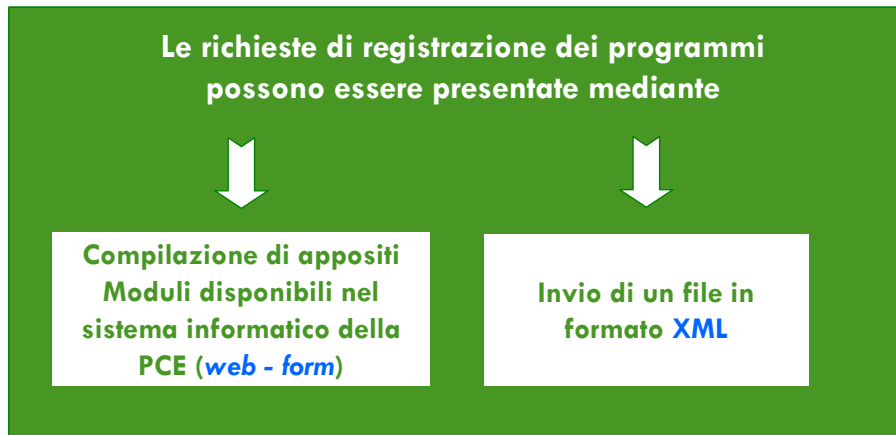 Le richieste di registrazione dei programmi
possono essere presentate mediante
Compilazione di appositi
Moduli disponibili nel
sistema informatico della
PCE (web - form)
Invio di un file in
formato XML